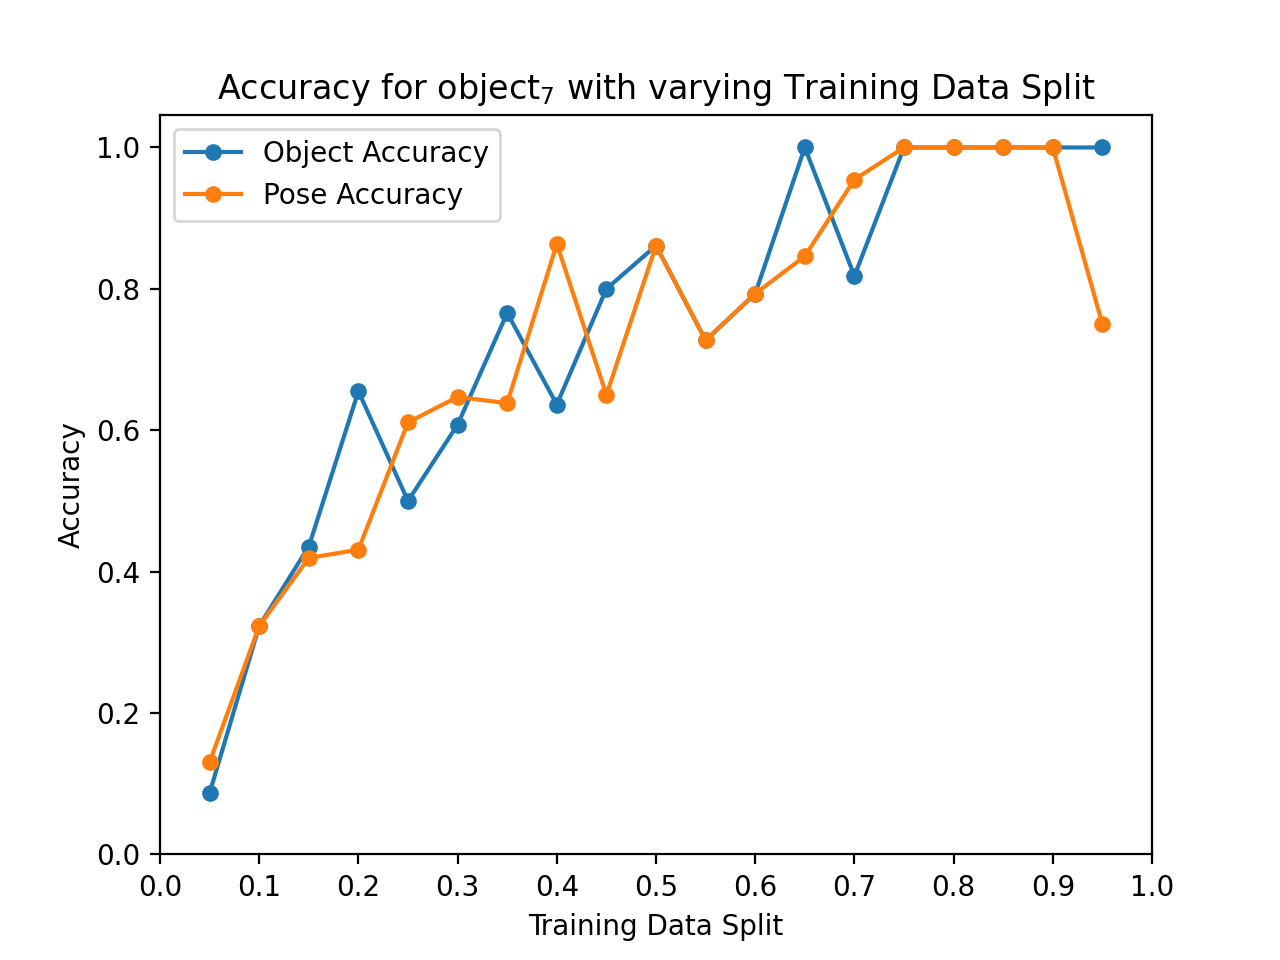 Accuracy for object₇ with varying Training Data Split
Object Accuracy
Pose Accuracy
Accuracy
1.0
0.8
0.6
0.4
0.2
0.0
0.0 0.1 0.2 0.3 0.4 0.5 0.6 0.7 0.8 0.9 1.0
Training Data Split